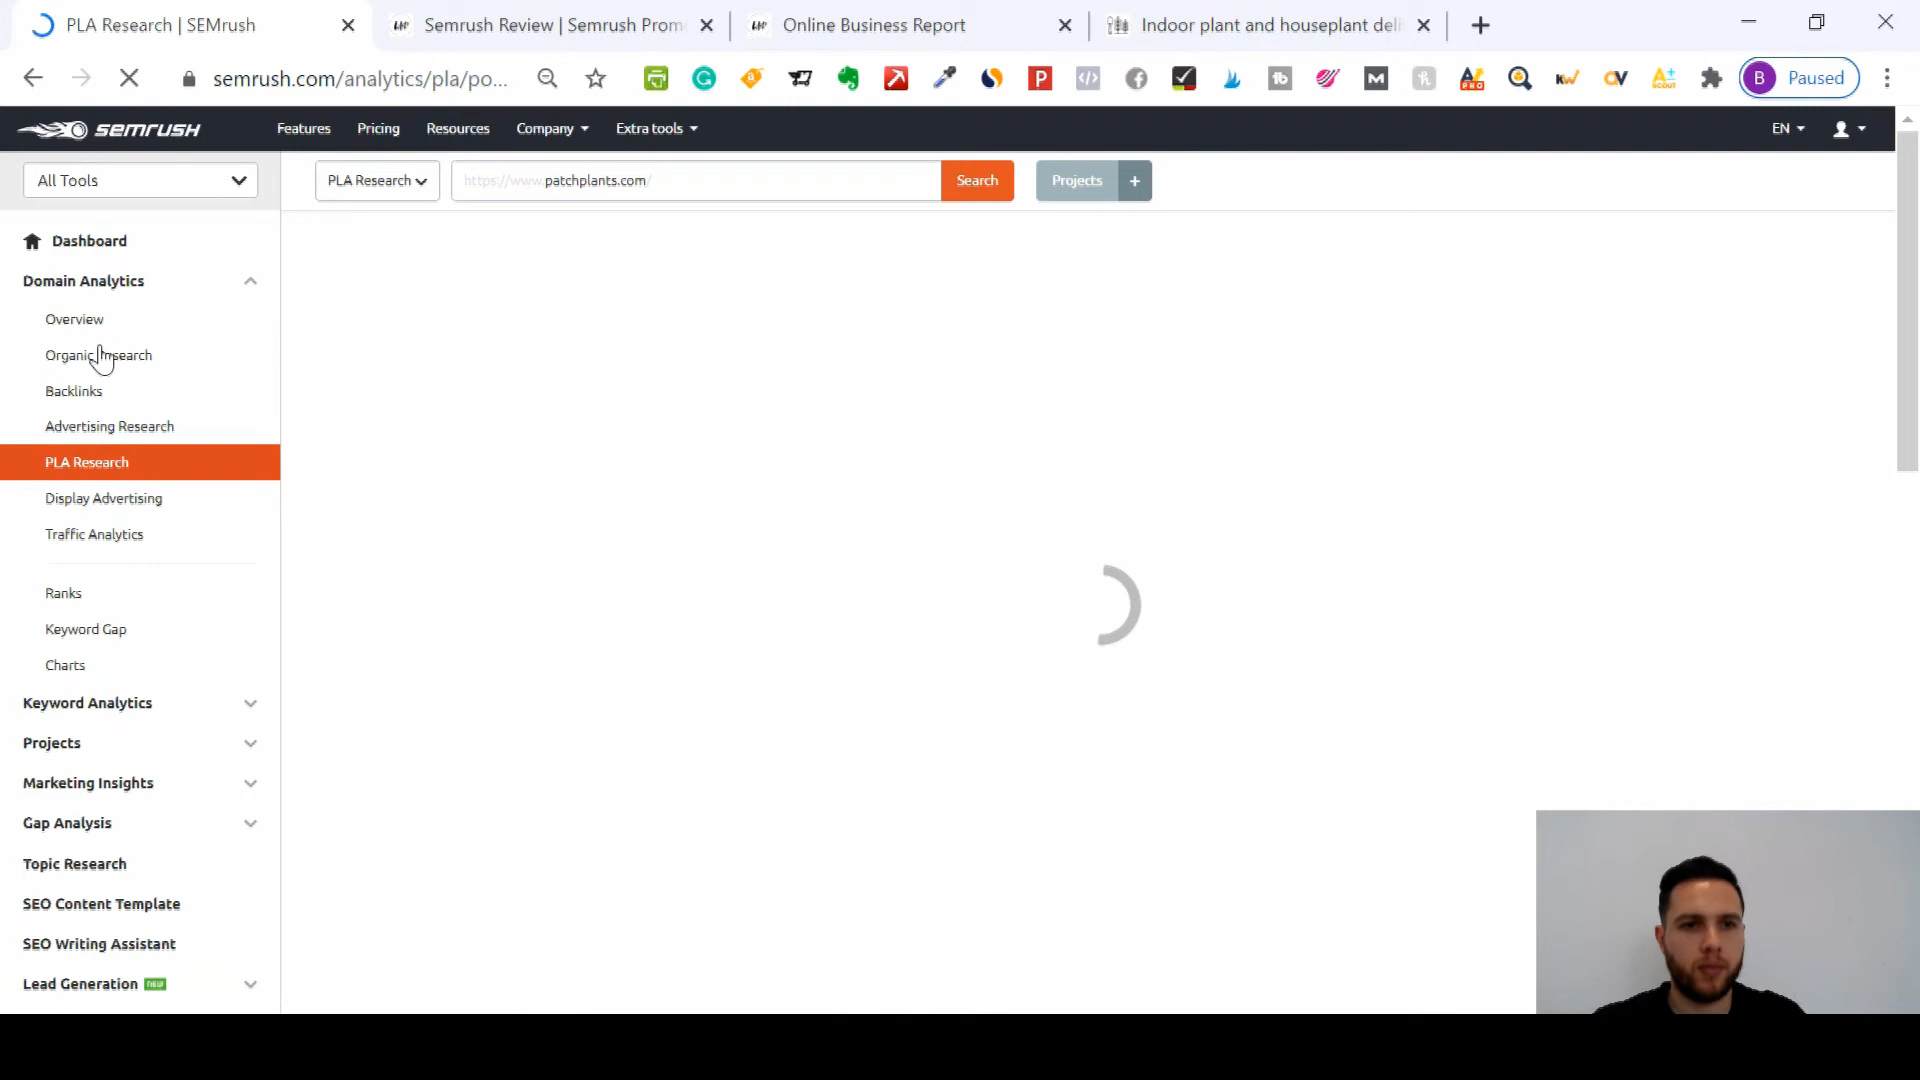 PLA Research | SEMrush
Semrush Review | Semrush Prom
Online Business Report
Indoor plant and houseplant deli
semrush.com/analytics/pla/po...
B Paused
SEMRUSH
Features
Pricing
Resources
Company
Extra tools
EN
All Tools
PLA Research
https://www.patchplants.com/
Search
Projects
+
Dashboard
Domain Analytics
Overview
Organic Research
Backlinks
Advertising Research
PLA Research
Display Advertising
Traffic Analytics
Ranks
Keyword Gap
Charts
Keyword Analytics
Projects
Marketing Insights
Gap Analysis
Topic Research
SEO Content Template
SEO Writing Assistant
Lead Generation NEW